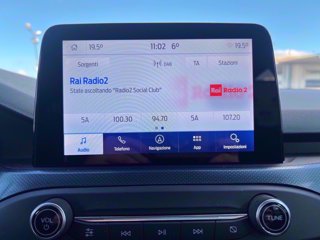 19.5° 11:02 6° 19.5°
Sorgenti DAB TA Stazioni
Rai Radio2
State ascoltando "Radio2 Social Club"
Rai Radio 2
5A 100.30 94.70 5A 107.20
Audio Telefono Navigazione App Impostazioni
VOL TUNE